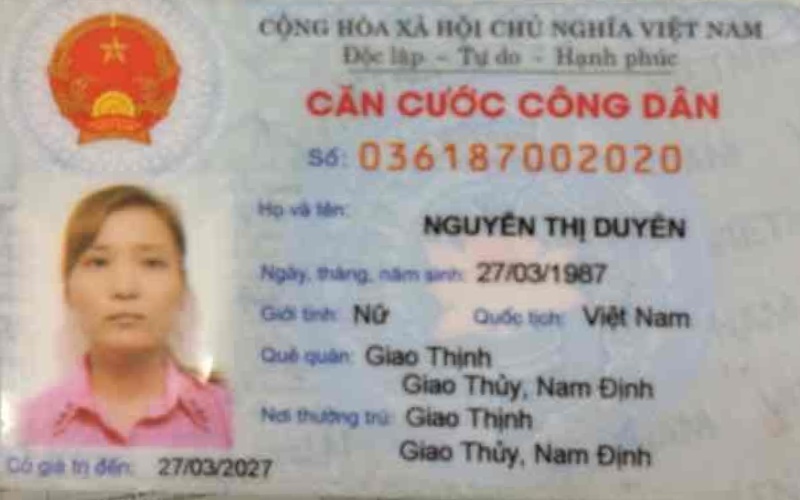 CỘNG HÒA XÃ HỘI CHỦ NGHĨA VIỆT NAM
Độc lập – Tự do – Hạnh phúc
CĂN CƯỚC CÔNG DÂN
Số: 036187002020
Họ và tên: NGUYỄN THỊ DUYÊN
Ngày, tháng, năm sinh: 27/03/1987
Giới tính: Nữ Quốc tịch: Việt Nam
Quê quán: Giao Thịnh
Giao Thủy, Nam Định
Nơi thường trú: Giao Thịnh
Giao Thủy, Nam Định
Có giá trị đến: 27/03/2027